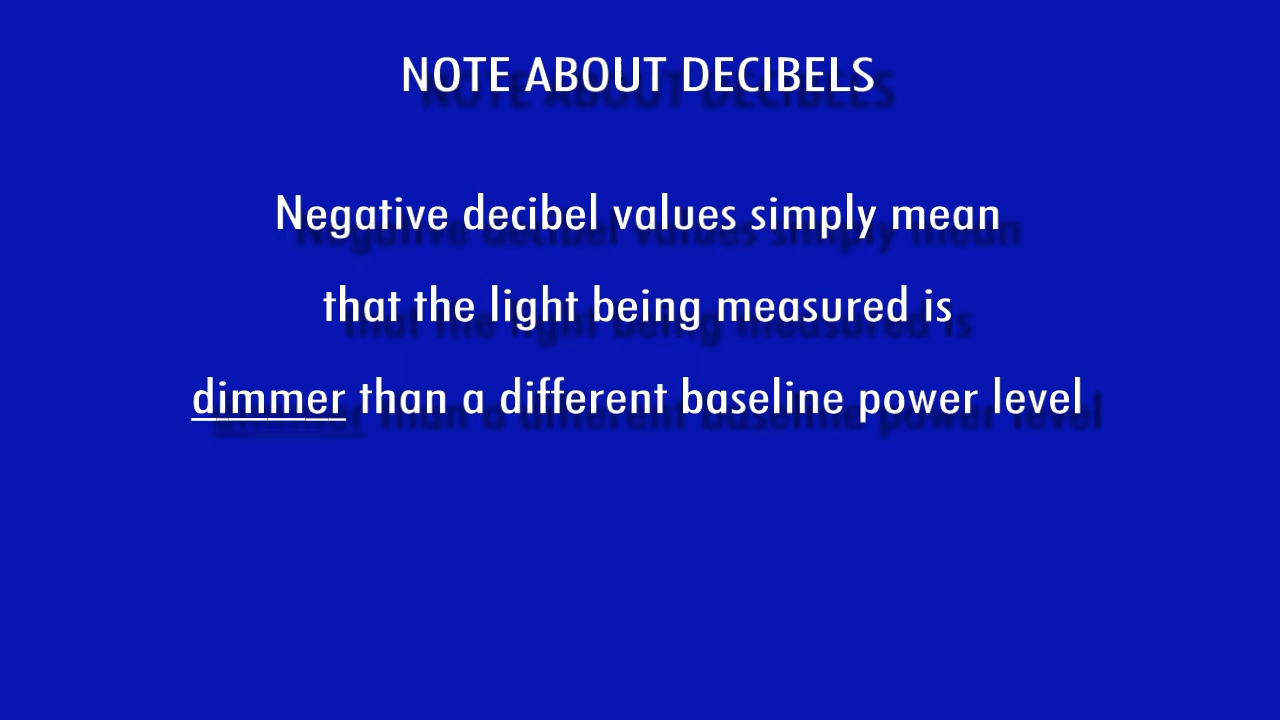 NOTE ABOUT DECIBELS
Negative decibel values simply mean
that the light being measured is
dimmer than a different baseline power level